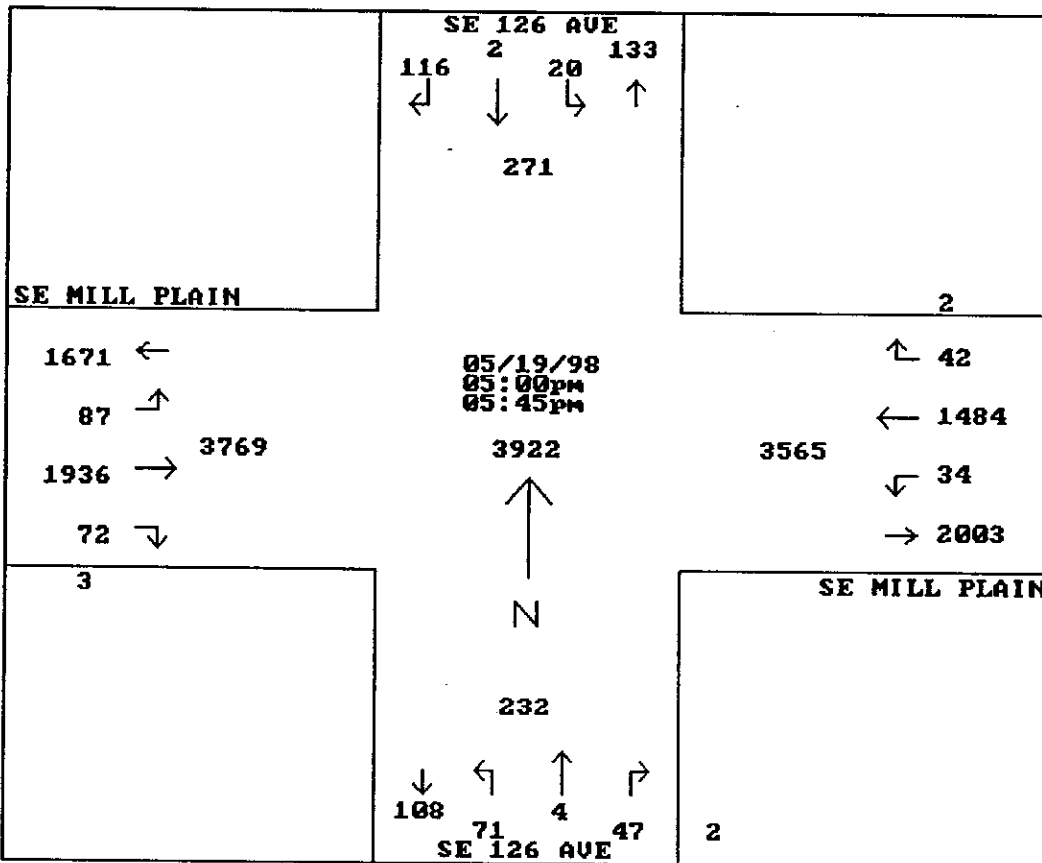 SE 126 AVE
2 133
116 20
271
SE MILL PLAIN
2
1671 42
05/19/98
05:00pm
05:45pm
87 1484
3769 3922 3565
1936 34
72 2003
3
SE MILL PLAIN
N
232
108 4
71 47 2
SE 126 AVE